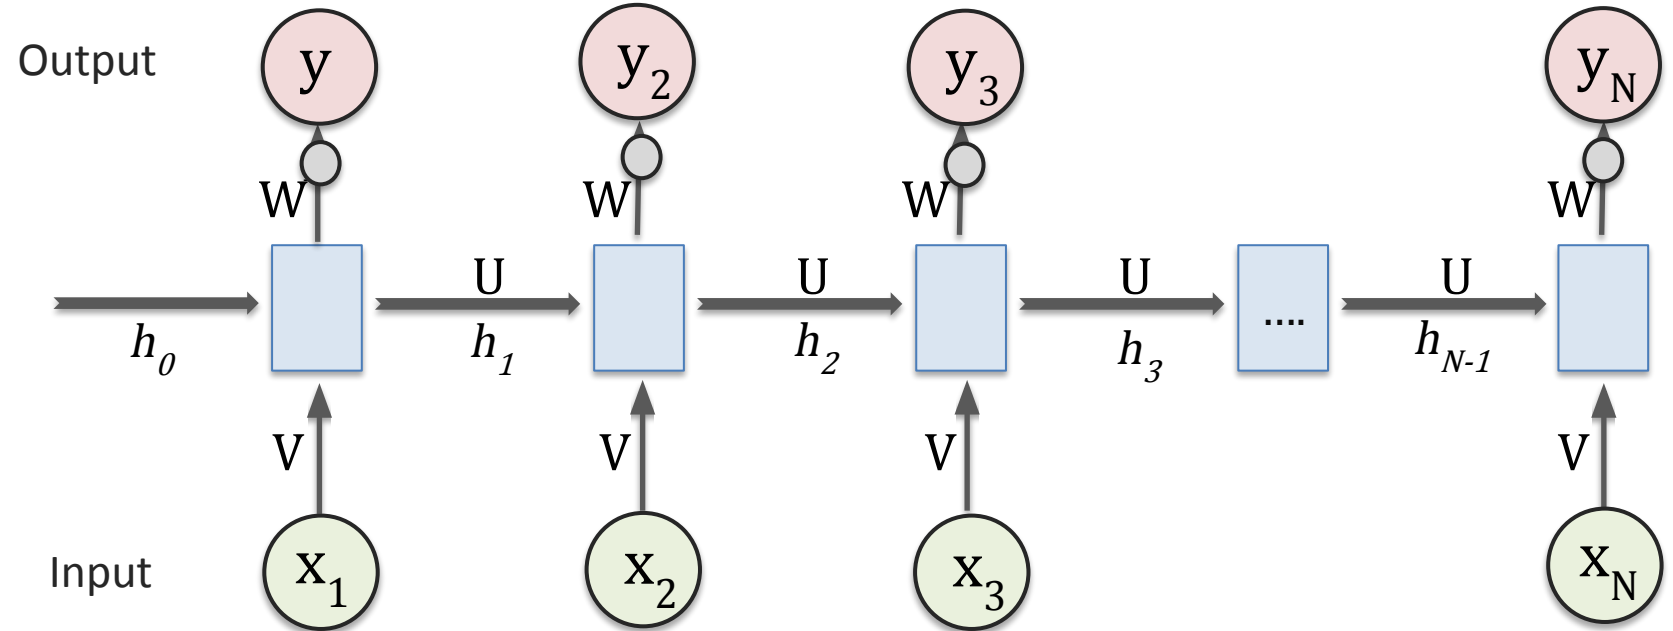 Output y y2 y3 yN
W W W W
U U U U
....
h0 h1 h2 h3 hN-1
V V V V
Input x1 x2 x3 xN